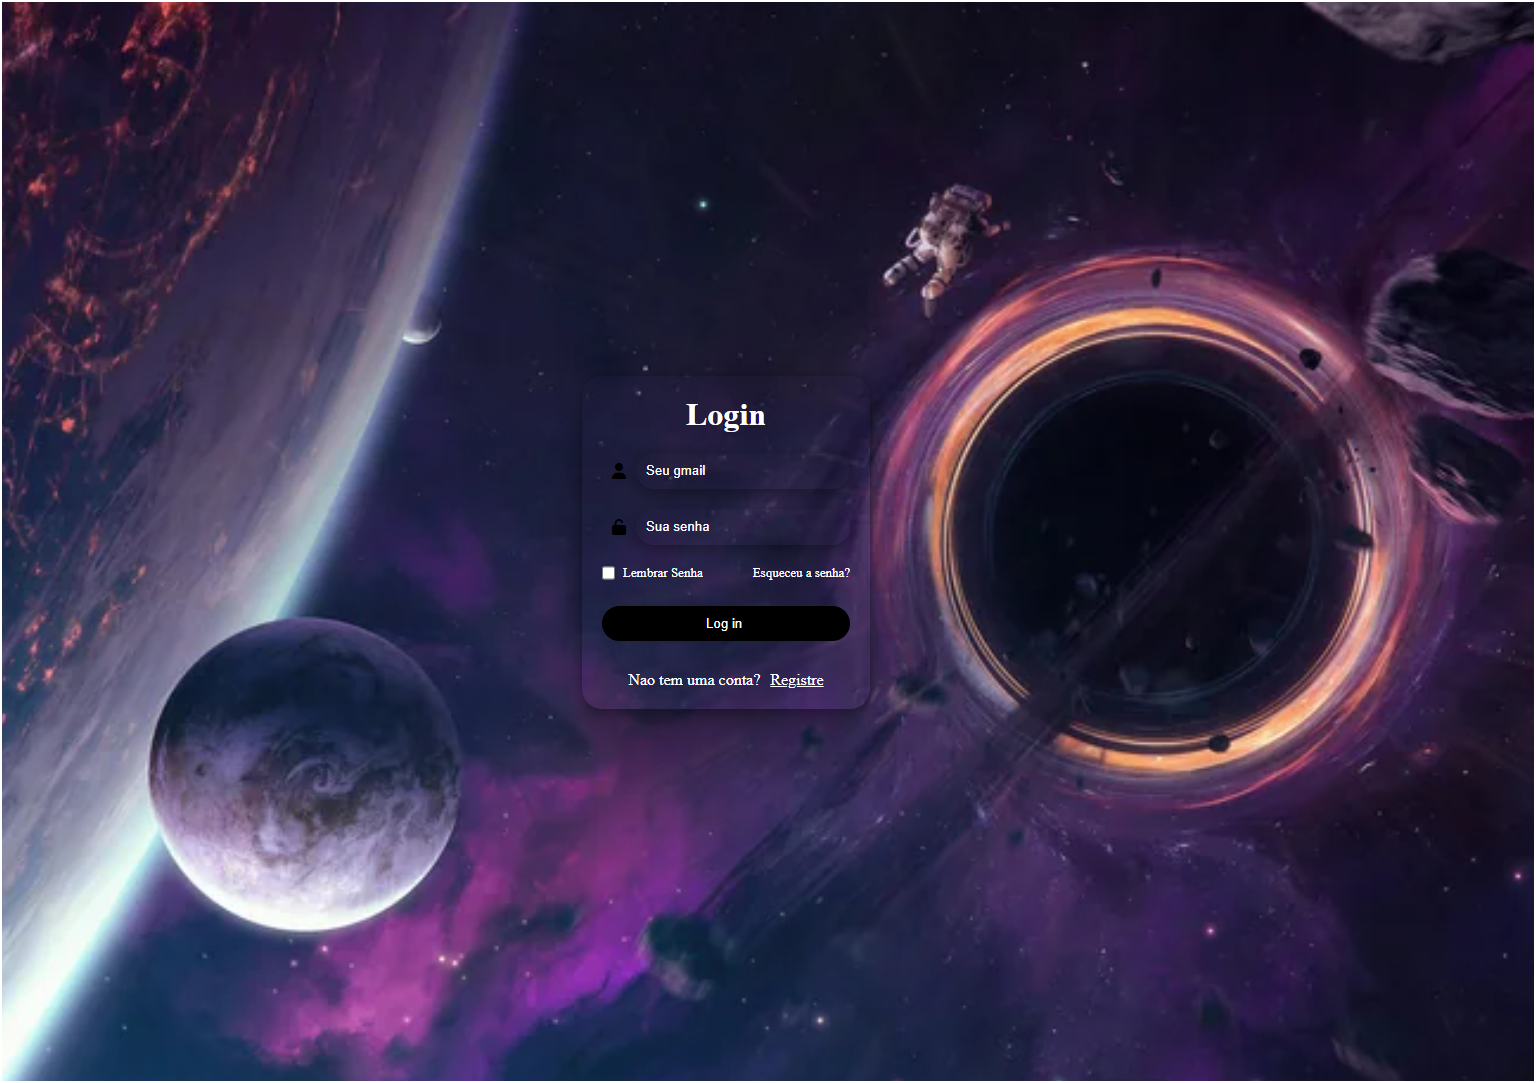 Login
Seu gmail
Sua senha
Lembrar Senha Esqueceu a senha?
Log in
Nao tem uma conta? Registre